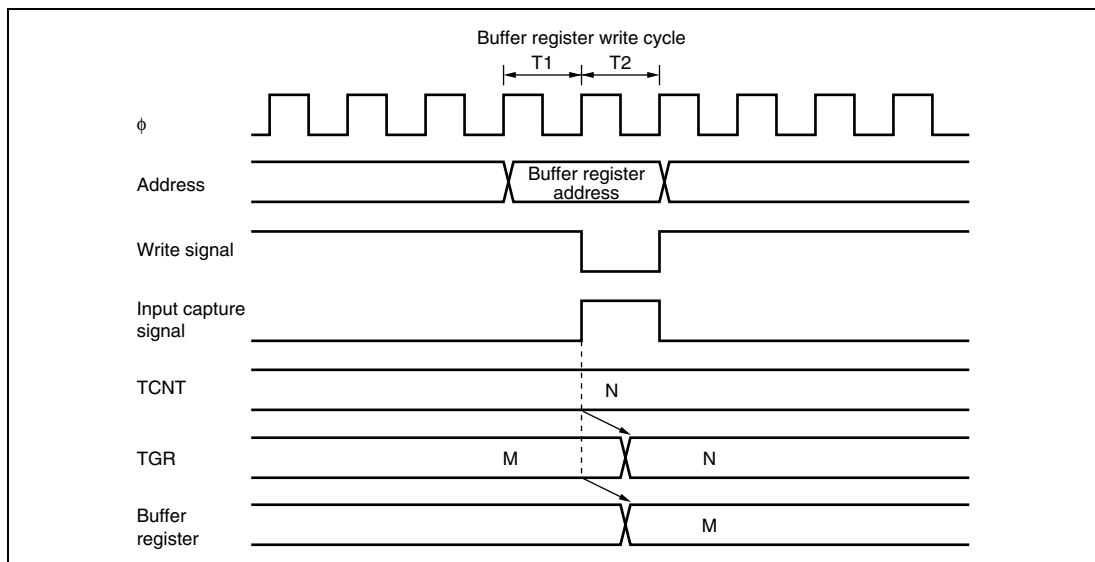 Buffer register write cycle
T1 T2
ϕ
Address
Buffer register
address
Write signal
Input capture
signal
TCNT
N
TGR
M N
Buffer
register
M